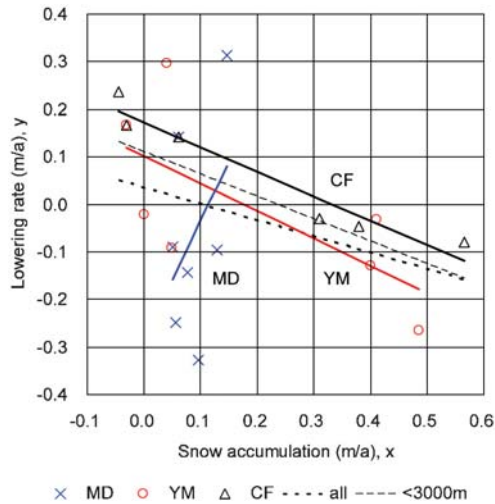 0.4
0.3
0.2
0.1
0.0
-0.1
-0.2
-0.3
-0.4
Lowering rate (m/a), y
CF
MD
YM
-0.1 0.0 0.1 0.2 0.3 0.4 0.5 0.6
Snow accumulation (m/a), x
MD YM CF all <3000m